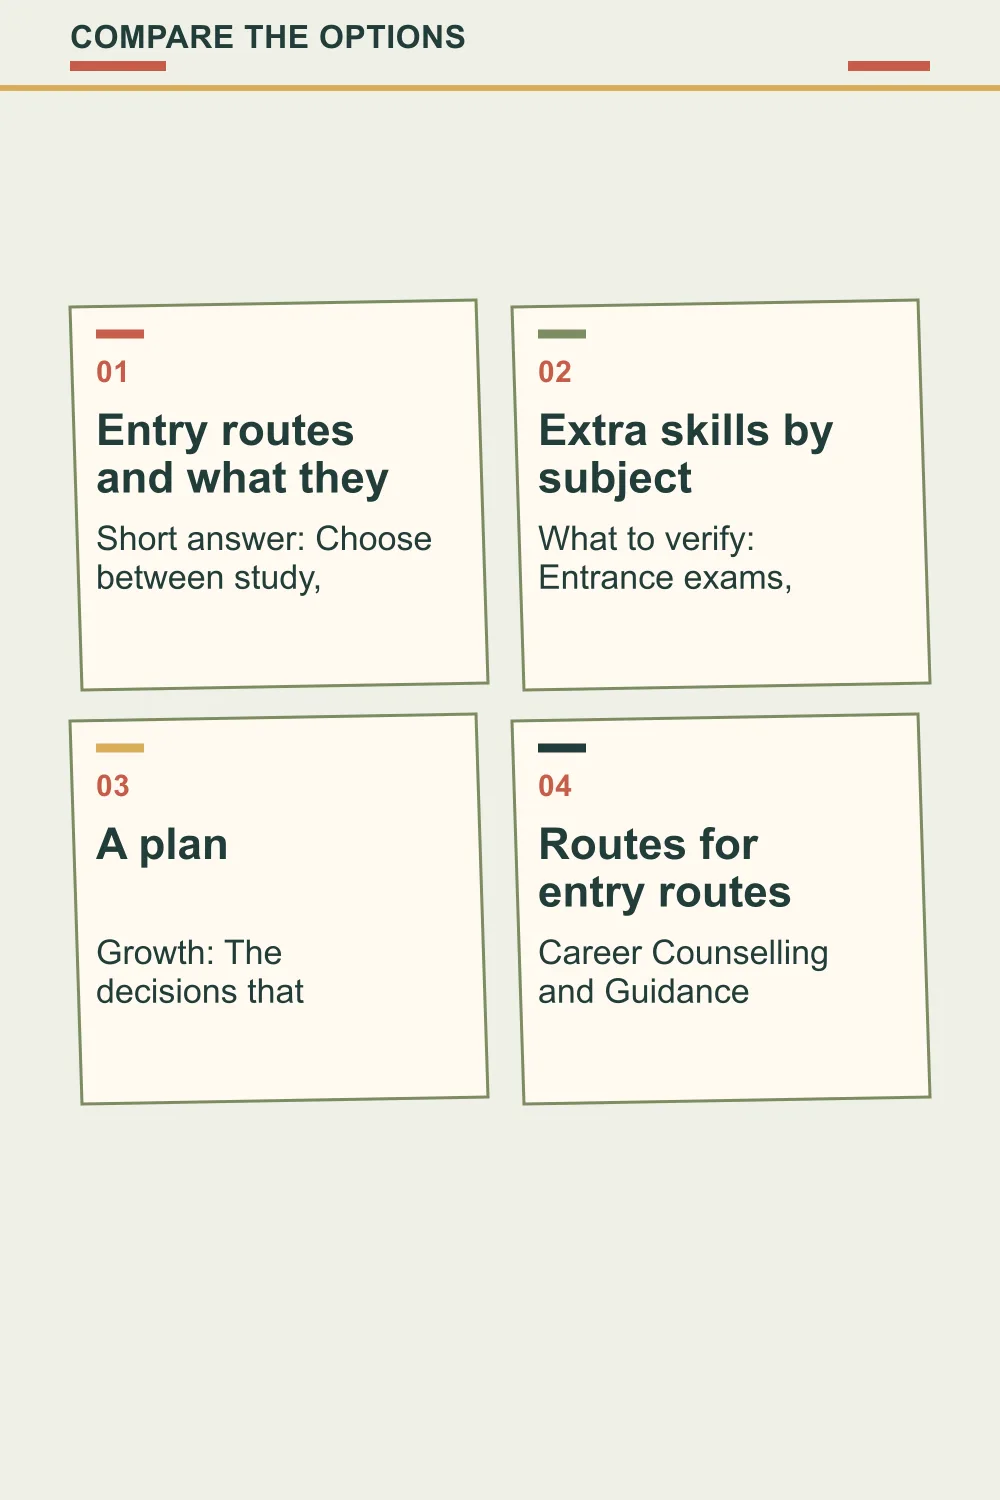 COMPARE THE OPTIONS
01
Entry routes
and what they
Short answer: Choose
between study,
02
Extra skills by
subject
What to verify:
Entrance exams,
03
A plan
Growth: The
decisions that
04
Routes for
entry routes
Career Counselling
and Guidance